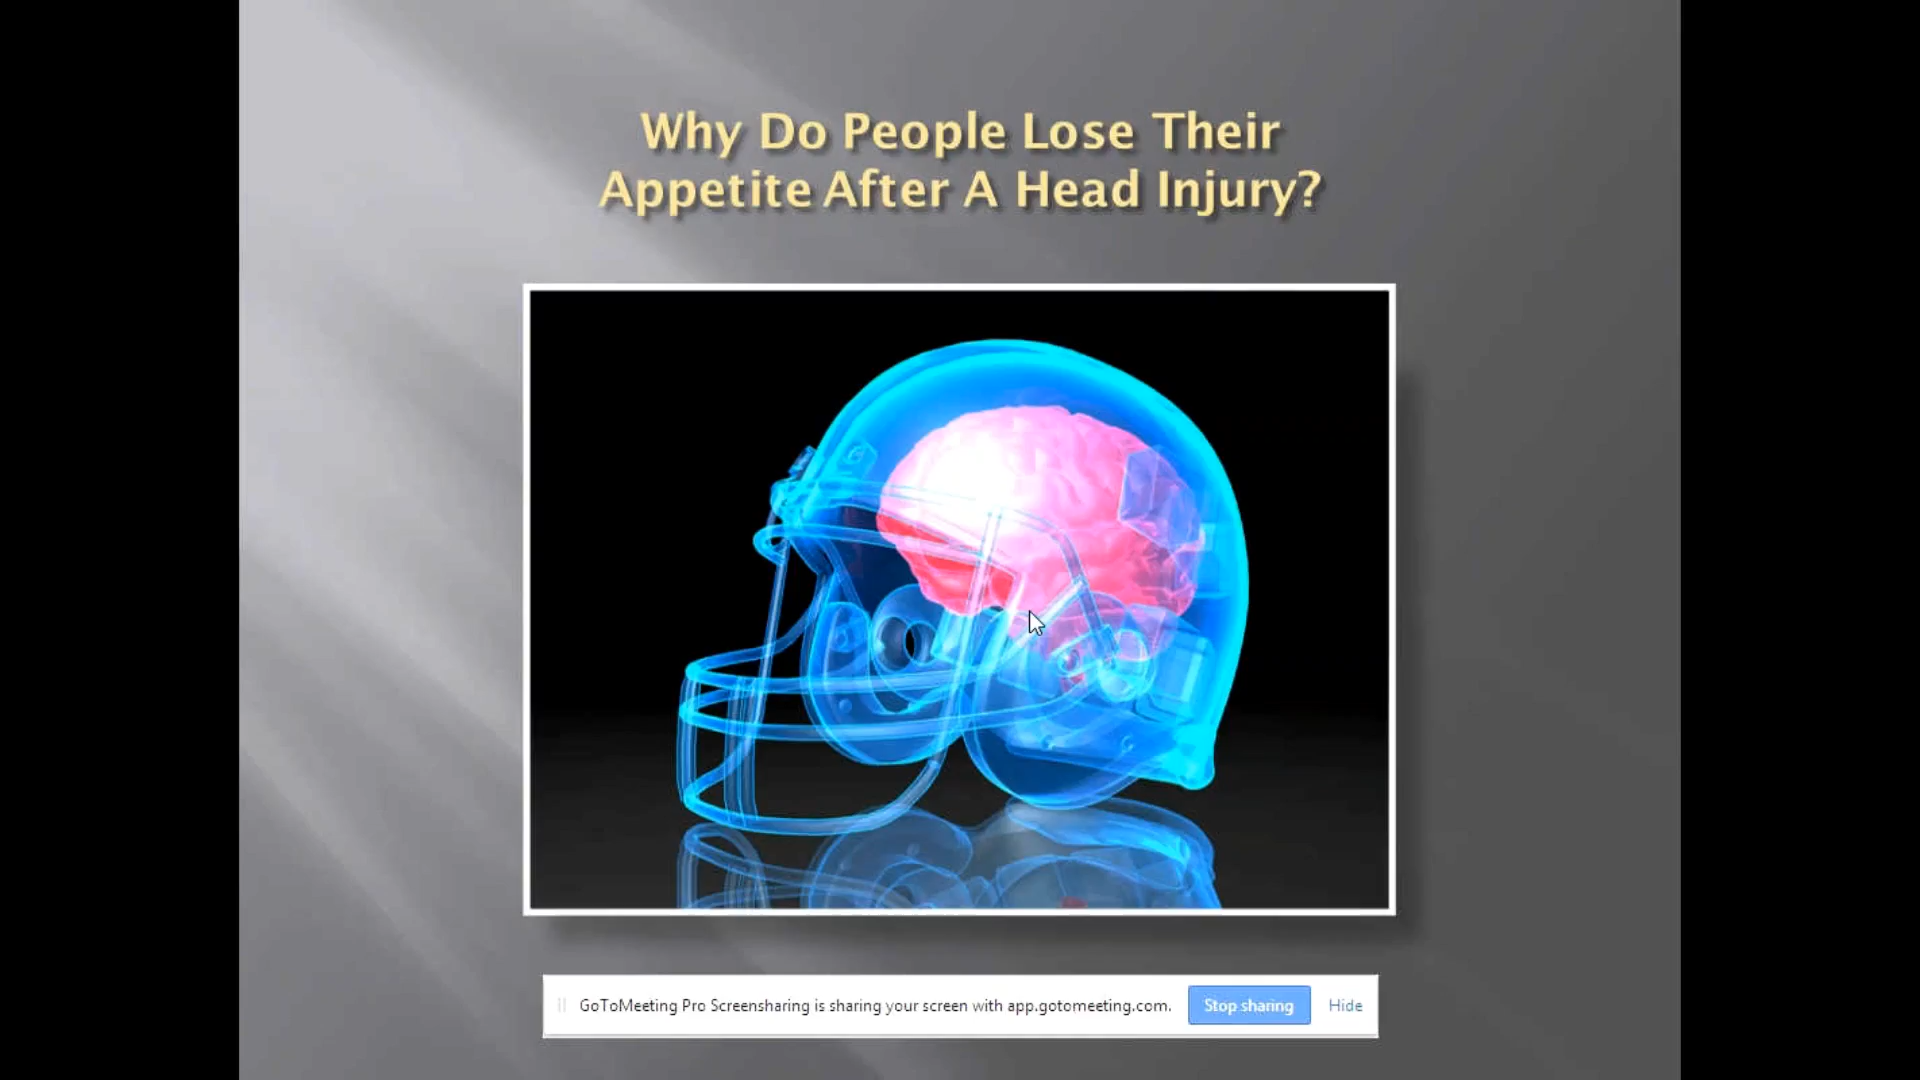 Why Do People Lose Their
Appetite After A Head Injury?
GoToMeeting Pro Screensharing is sharing your screen with app.gotomeeting.com. Stop sharing Hide